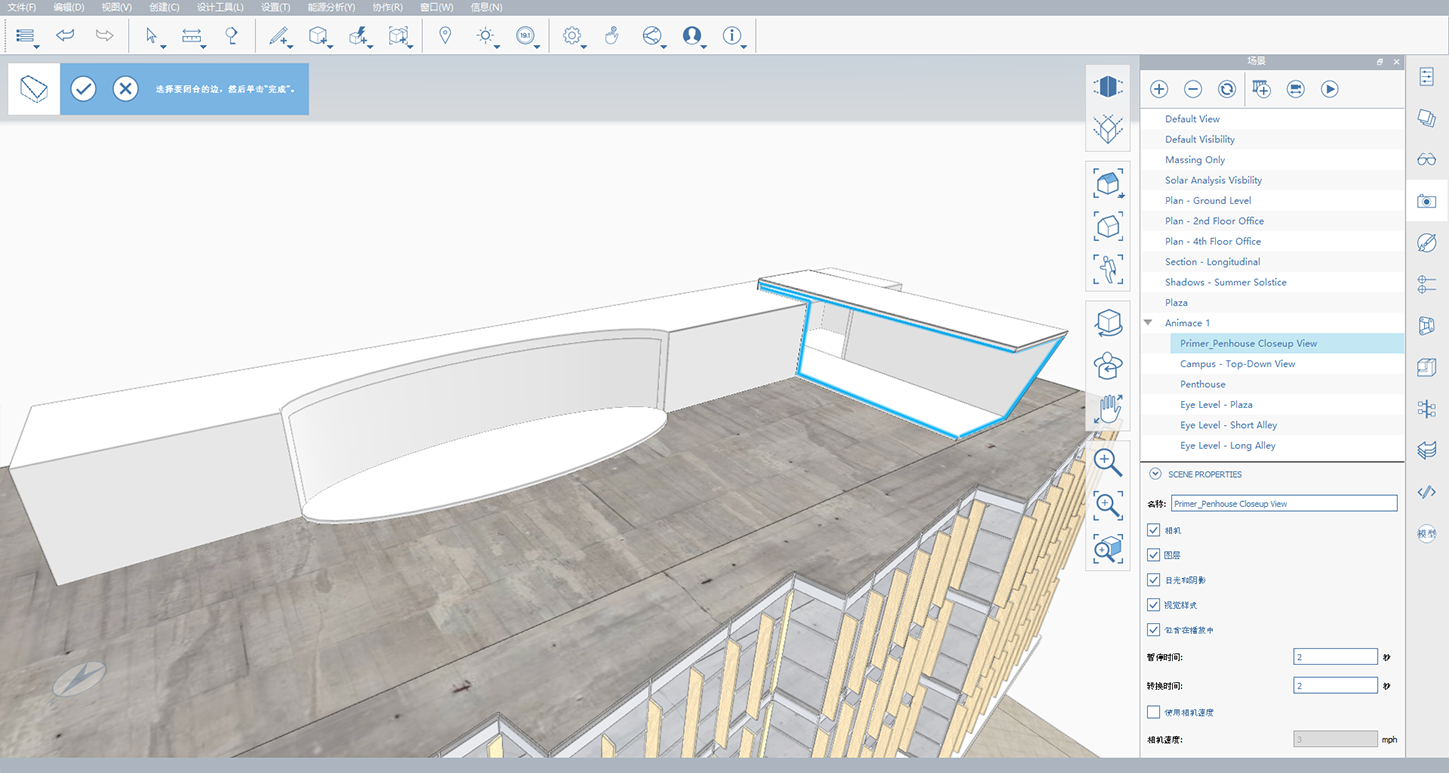 文件(F) 编辑(D) 视图(V) 创建(C) 设计工具(L) 设置(T) 能源分析(Y) 协作(R) 窗口(W) 信息(N)
19.1
选择要闭合的边，然后单击"完成"。
场景
Default View
Default Visibility
Massing Only
Solar Analysis Visbility
Plan - Ground Level
Plan - 2nd Floor Office
Plan - 4th Floor Office
Section - Longitudinal
Shadows - Summer Solstice
Plaza
Animace 1
Primer_Penhouse Closeup View
Campus - Top-Down View
Penthouse
Eye Level - Plaza
Eye Level - Short Alley
Eye Level - Long Alley
SCENE PROPERTIES
名称: Primer_Penhouse Closeup View
相机
图层
日光和阴影
视觉样式
包含在播放中
暂停时间: 2 秒
转换时间: 2 秒
使用相机速度
相机速度: 3 mph
模型